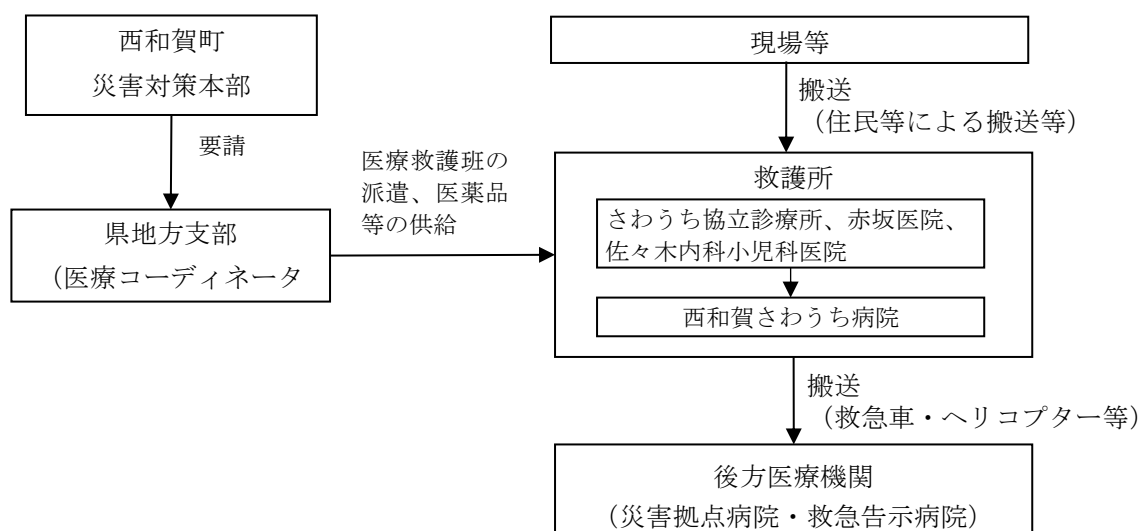 西和賀町
災害対策本部
要請
県地方支部
（医療コーディネータ
医療救護班の
派遣、医薬品
等の供給
現場等
搬送
（住民等による搬送等）
救護所
さわうち協立診療所、赤坂医院、
佐々木内科小児科医院
西和賀さわうち病院
搬送
（救急車・ヘリコプター等）
後方医療機関
（災害拠点病院・救急告示病院）